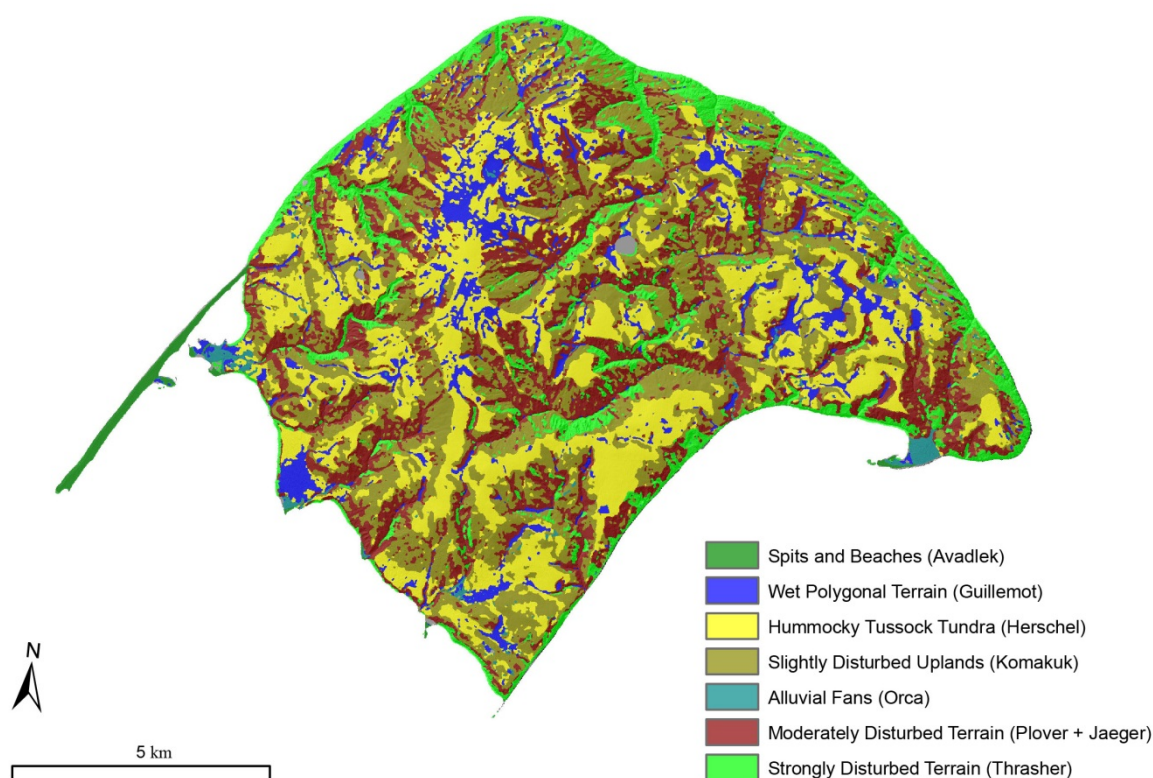 Spits and Beaches (Avadlek)
Wet Polygonal Terrain (Guillemot)
Hummocky Tussock Tundra (Herschel)
Slightly Disturbed Uplands (Komakuk)
Alluvial Fans (Orca)
Moderately Disturbed Terrain (Plover + Jaeger)
Strongly Disturbed Terrain (Thrasher)
N
5 km